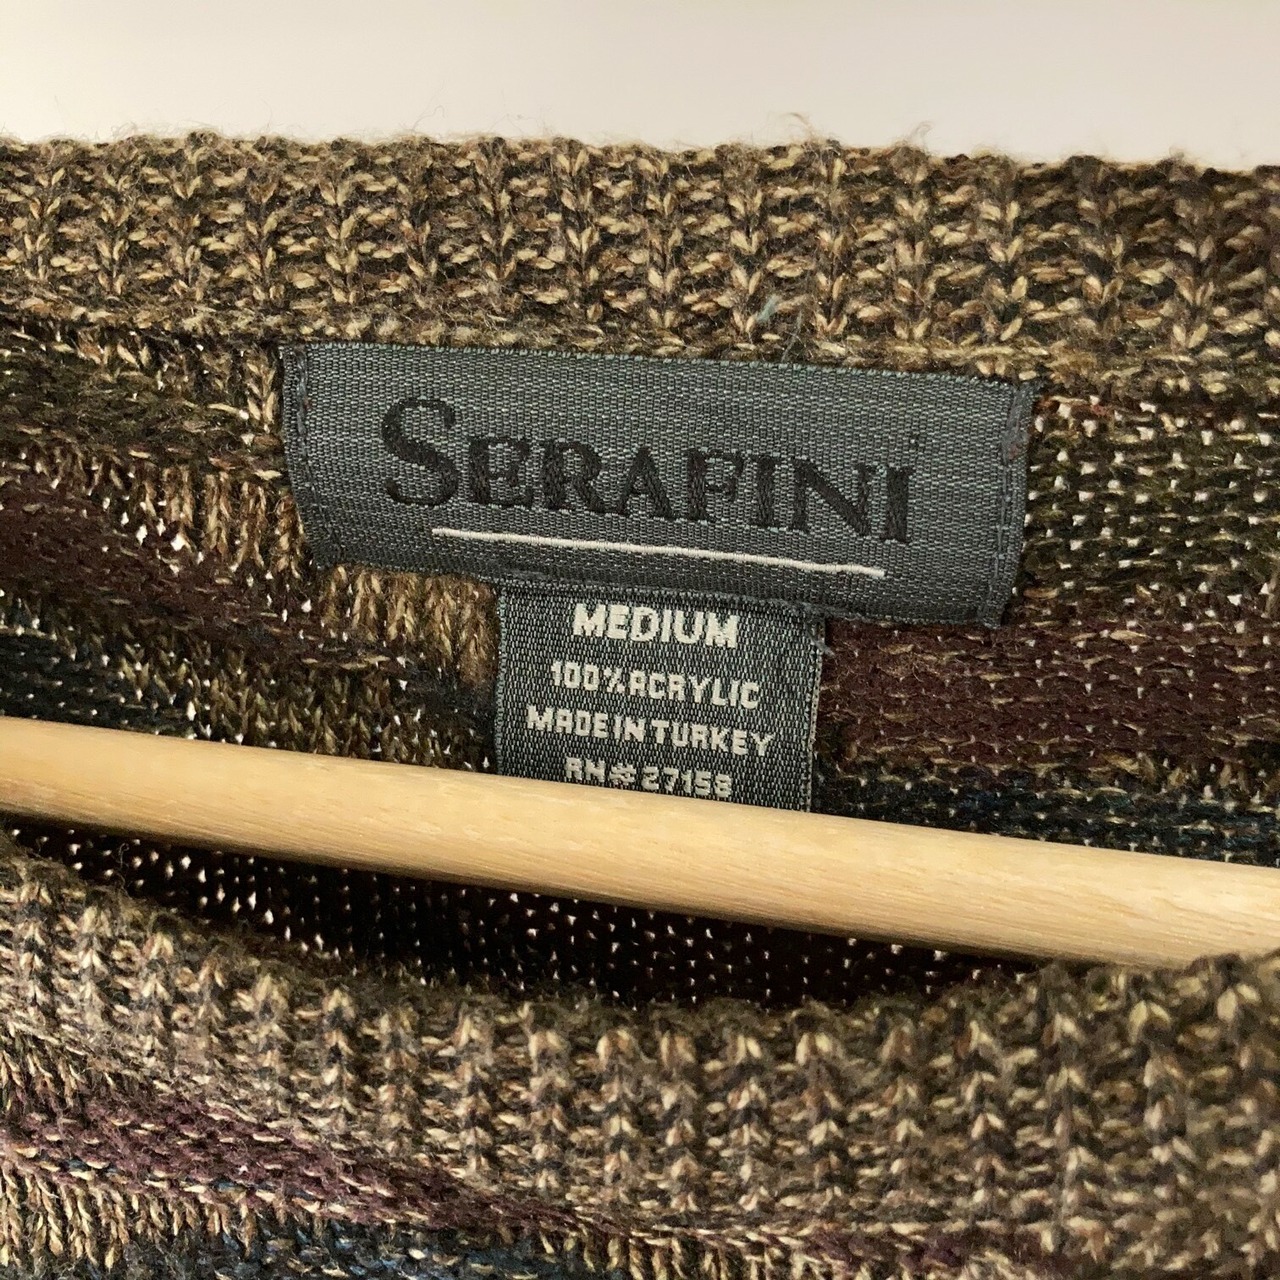 SERAFINI
MEDIUM
100% ACRYLIC
MADE IN TURKEY
RN# 27158